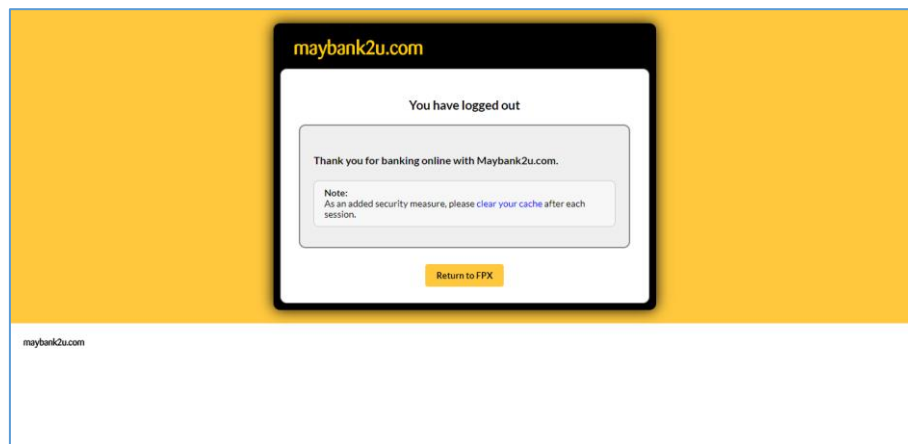 maybank2u.com
You have logged out
Thank you for banking online with Maybank2u.com.
Note:
As an added security measure, please clear your cache after each
session.
Return to FPX
maybank2u.com